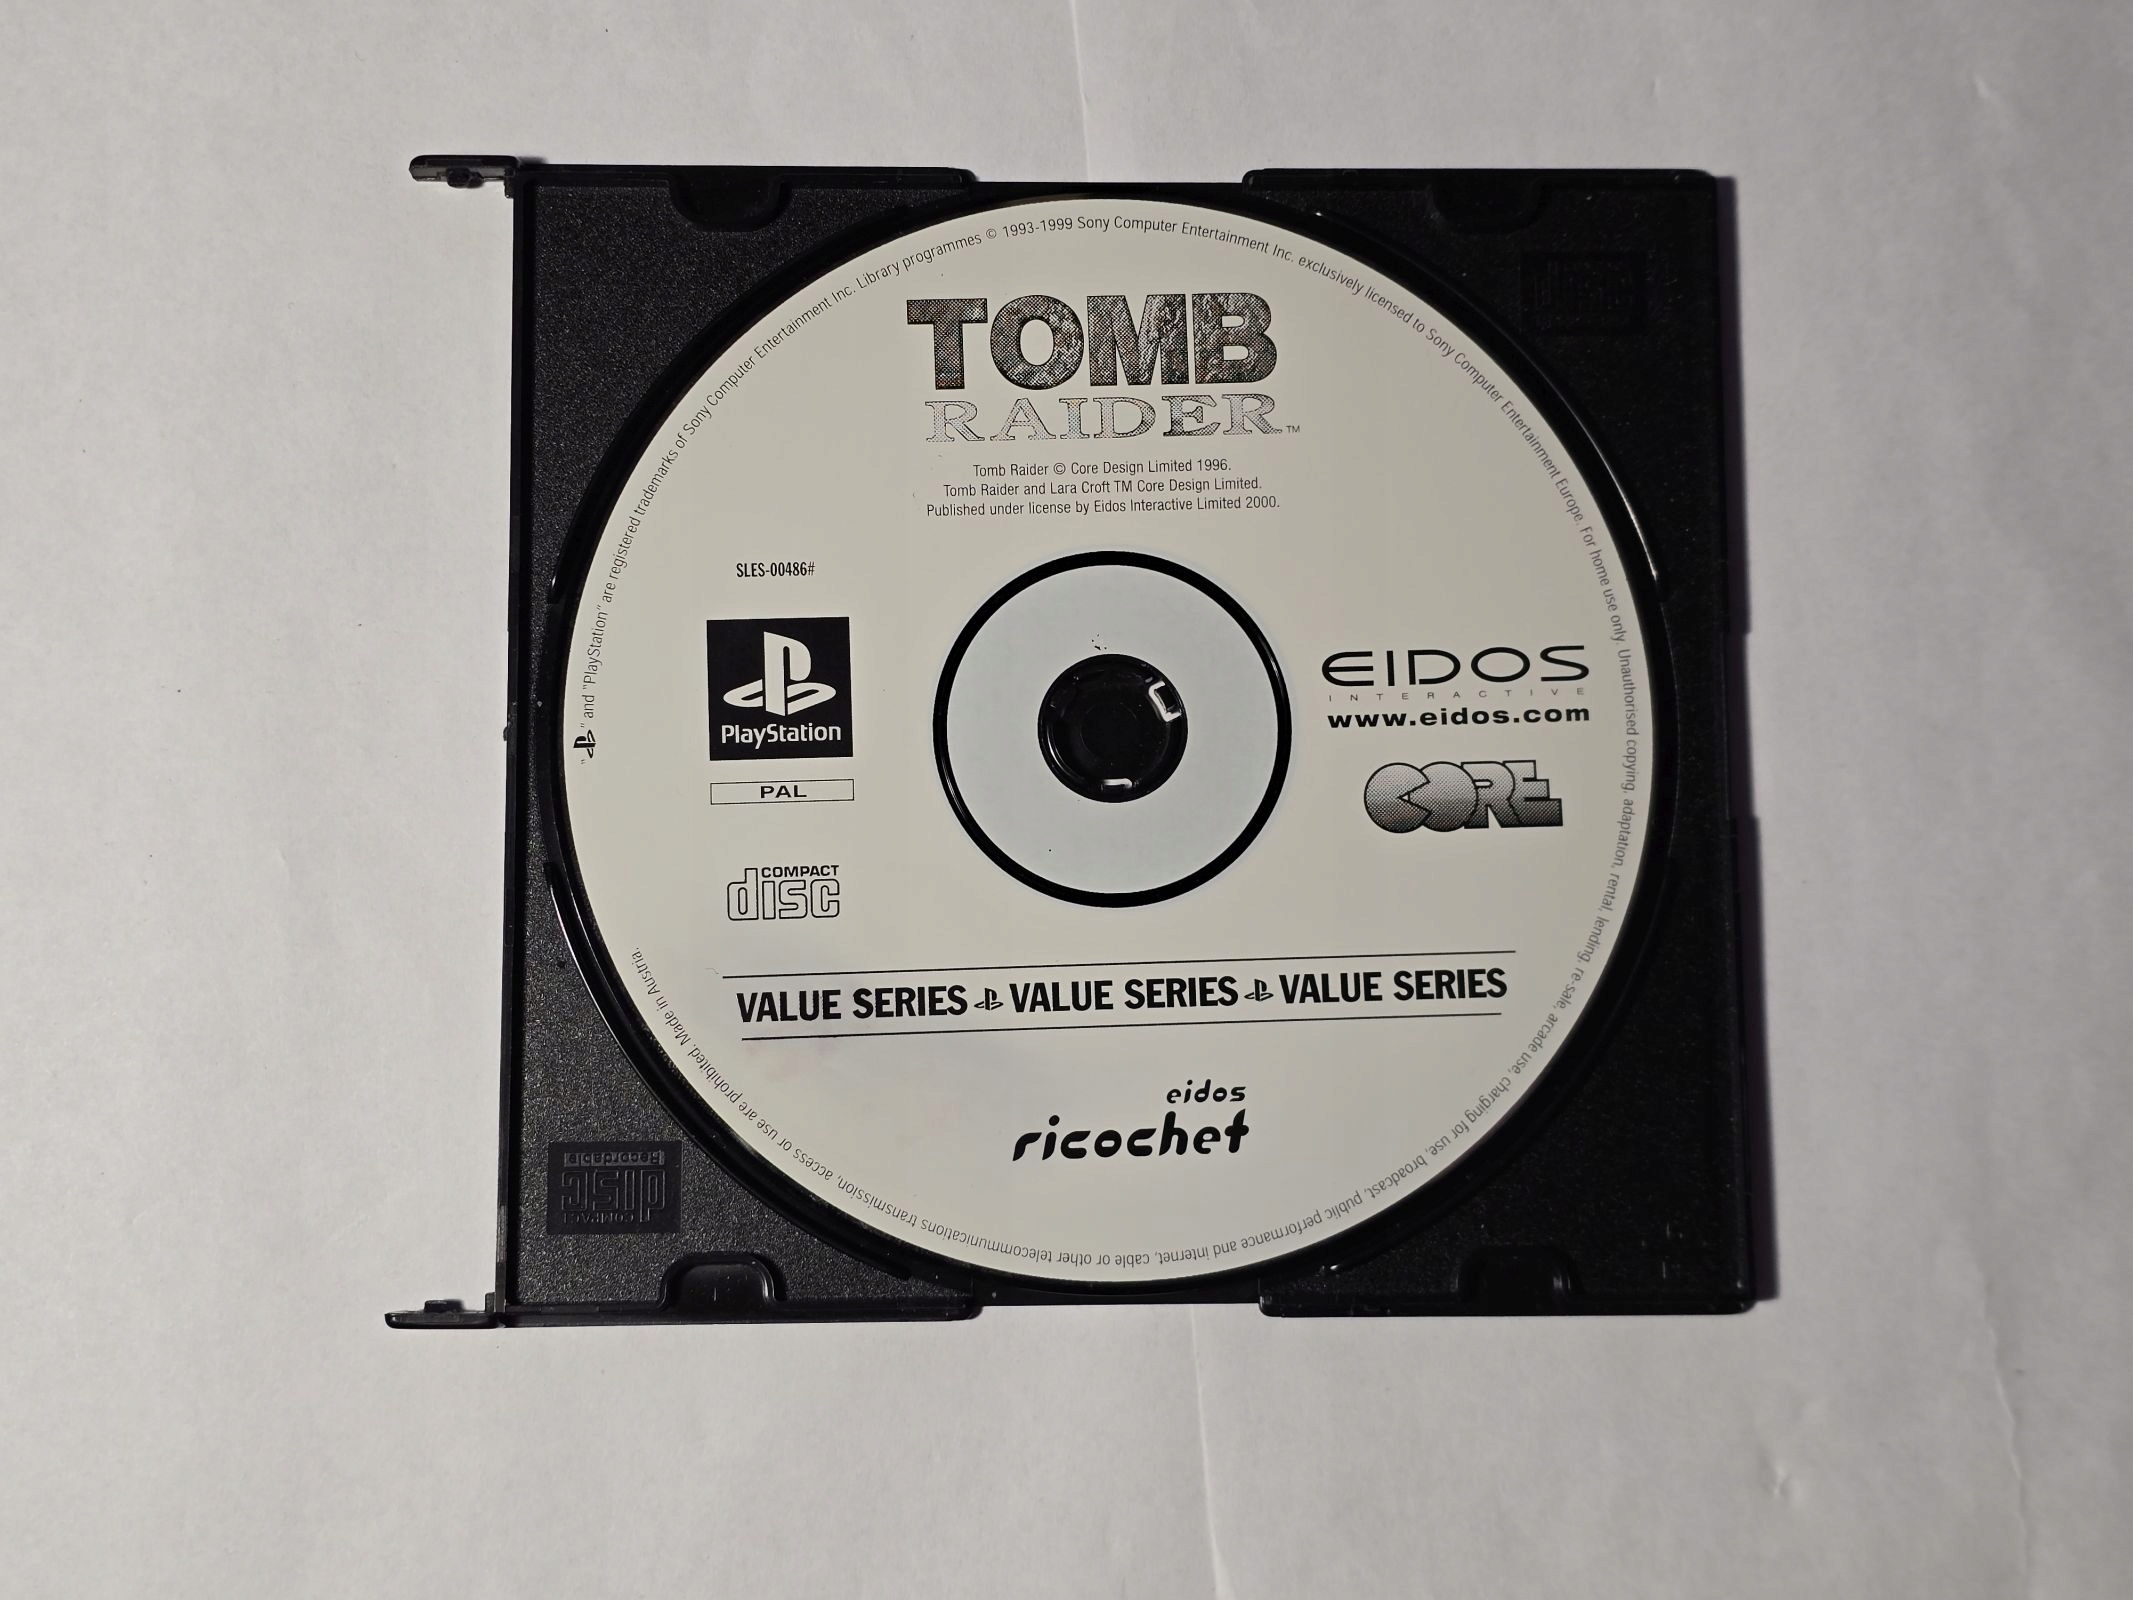 "PS" and "PlayStation" are registered trademarks of Sony Computer Entertainment Inc. Library programmes © 1993-1999 Sony Computer Entertainment Inc. exclusively licensed to Sony Computer Entertainment Europe. For home use only. Unauthorised copying, adaptation, rental, lending, re-sale, arcade use, charging for use, broadcast, public performance and internet, cable or other telecommunications transmission, access or use are prohibited. Made in Austria.
TOMB
RAIDER™
Tomb Raider © Core Design Limited 1996.
Tomb Raider and Lara Croft TM Core Design Limited.
Published under license by Eidos Interactive Limited 2000.
SLES-00486#
PlayStation
PAL
COMPACT
disc
EIDOS
INTERACTIVE
www.eidos.com
CORE
VALUE SERIES VALUE SERIES VALUE SERIES
eidos
ricochet
COMPACT
disc
Recordable